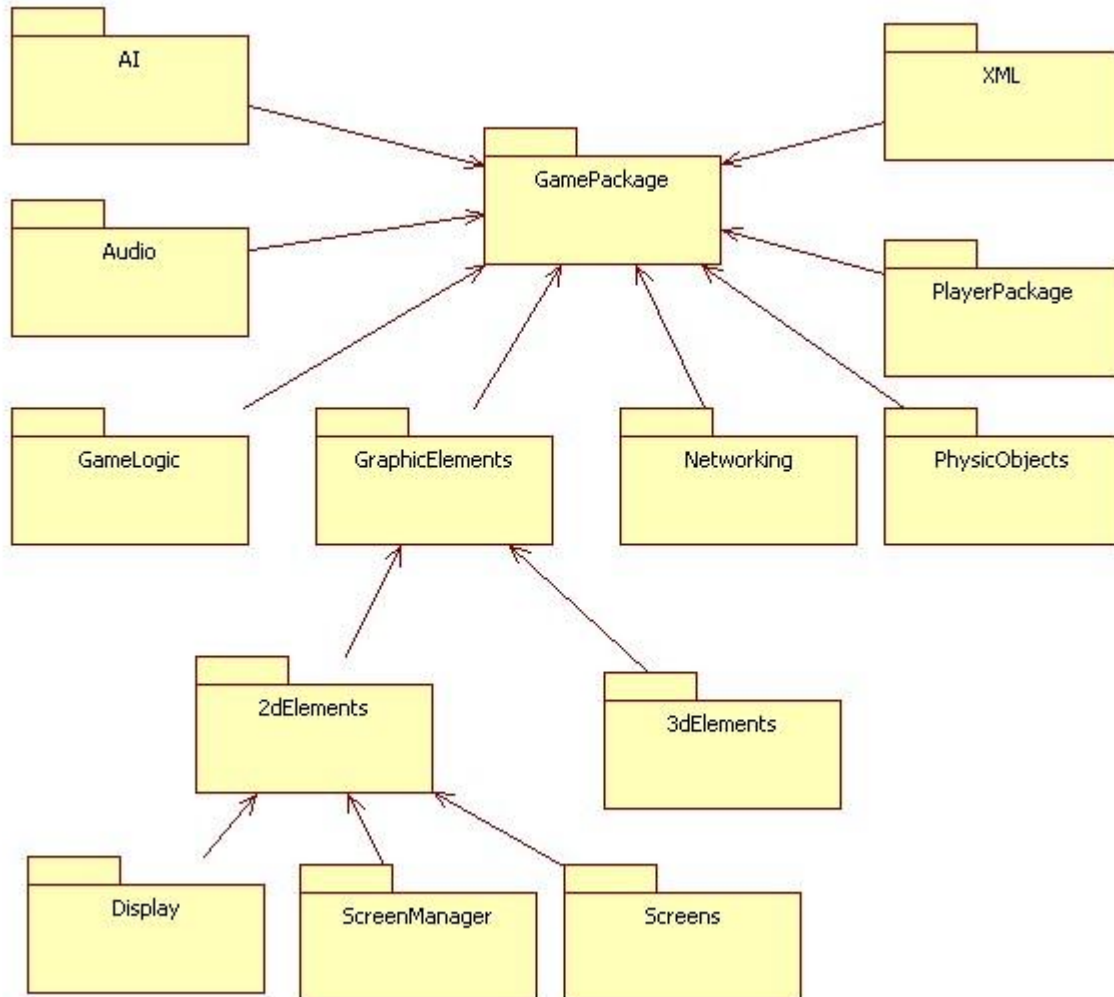 AI
XML
GamePackage
Audio
PlayerPackage
GameLogic
GraphicElements
Networking
PhysicObjects
2dElements
3dElements
Display
ScreenManager
Screens